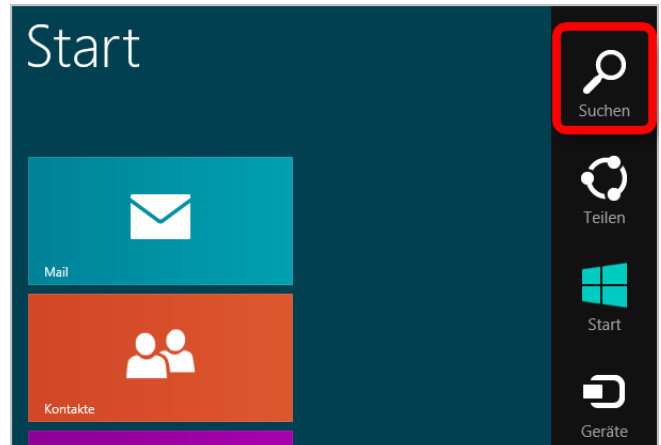 Start
Suchen
Teilen
Mail
Start
Kontakte
Geräte